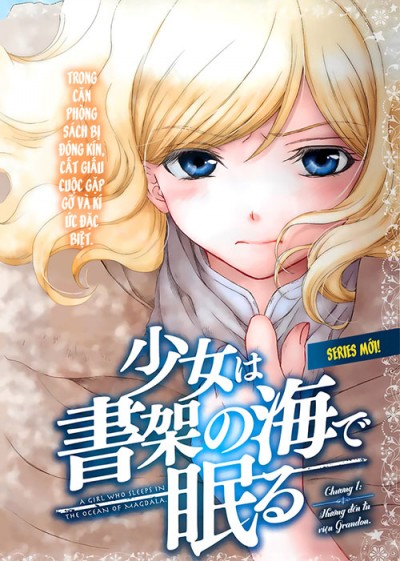 TRONG
CĂN
PHÒNG
SÁCH BỊ
ĐÓNG KÍN,
CẤT GIẤU
CUỘC GẶP
GỠ VÀ KÍ
ỨC ĐẶC
BIỆT.
SERIES MỚI!
少女は
書架の海で
眠る
A GIRL WHO SLEEPS IN
THE OCEAN OF MAGDALA
Chương 1:
Hướng đến tu
viện Grandon.